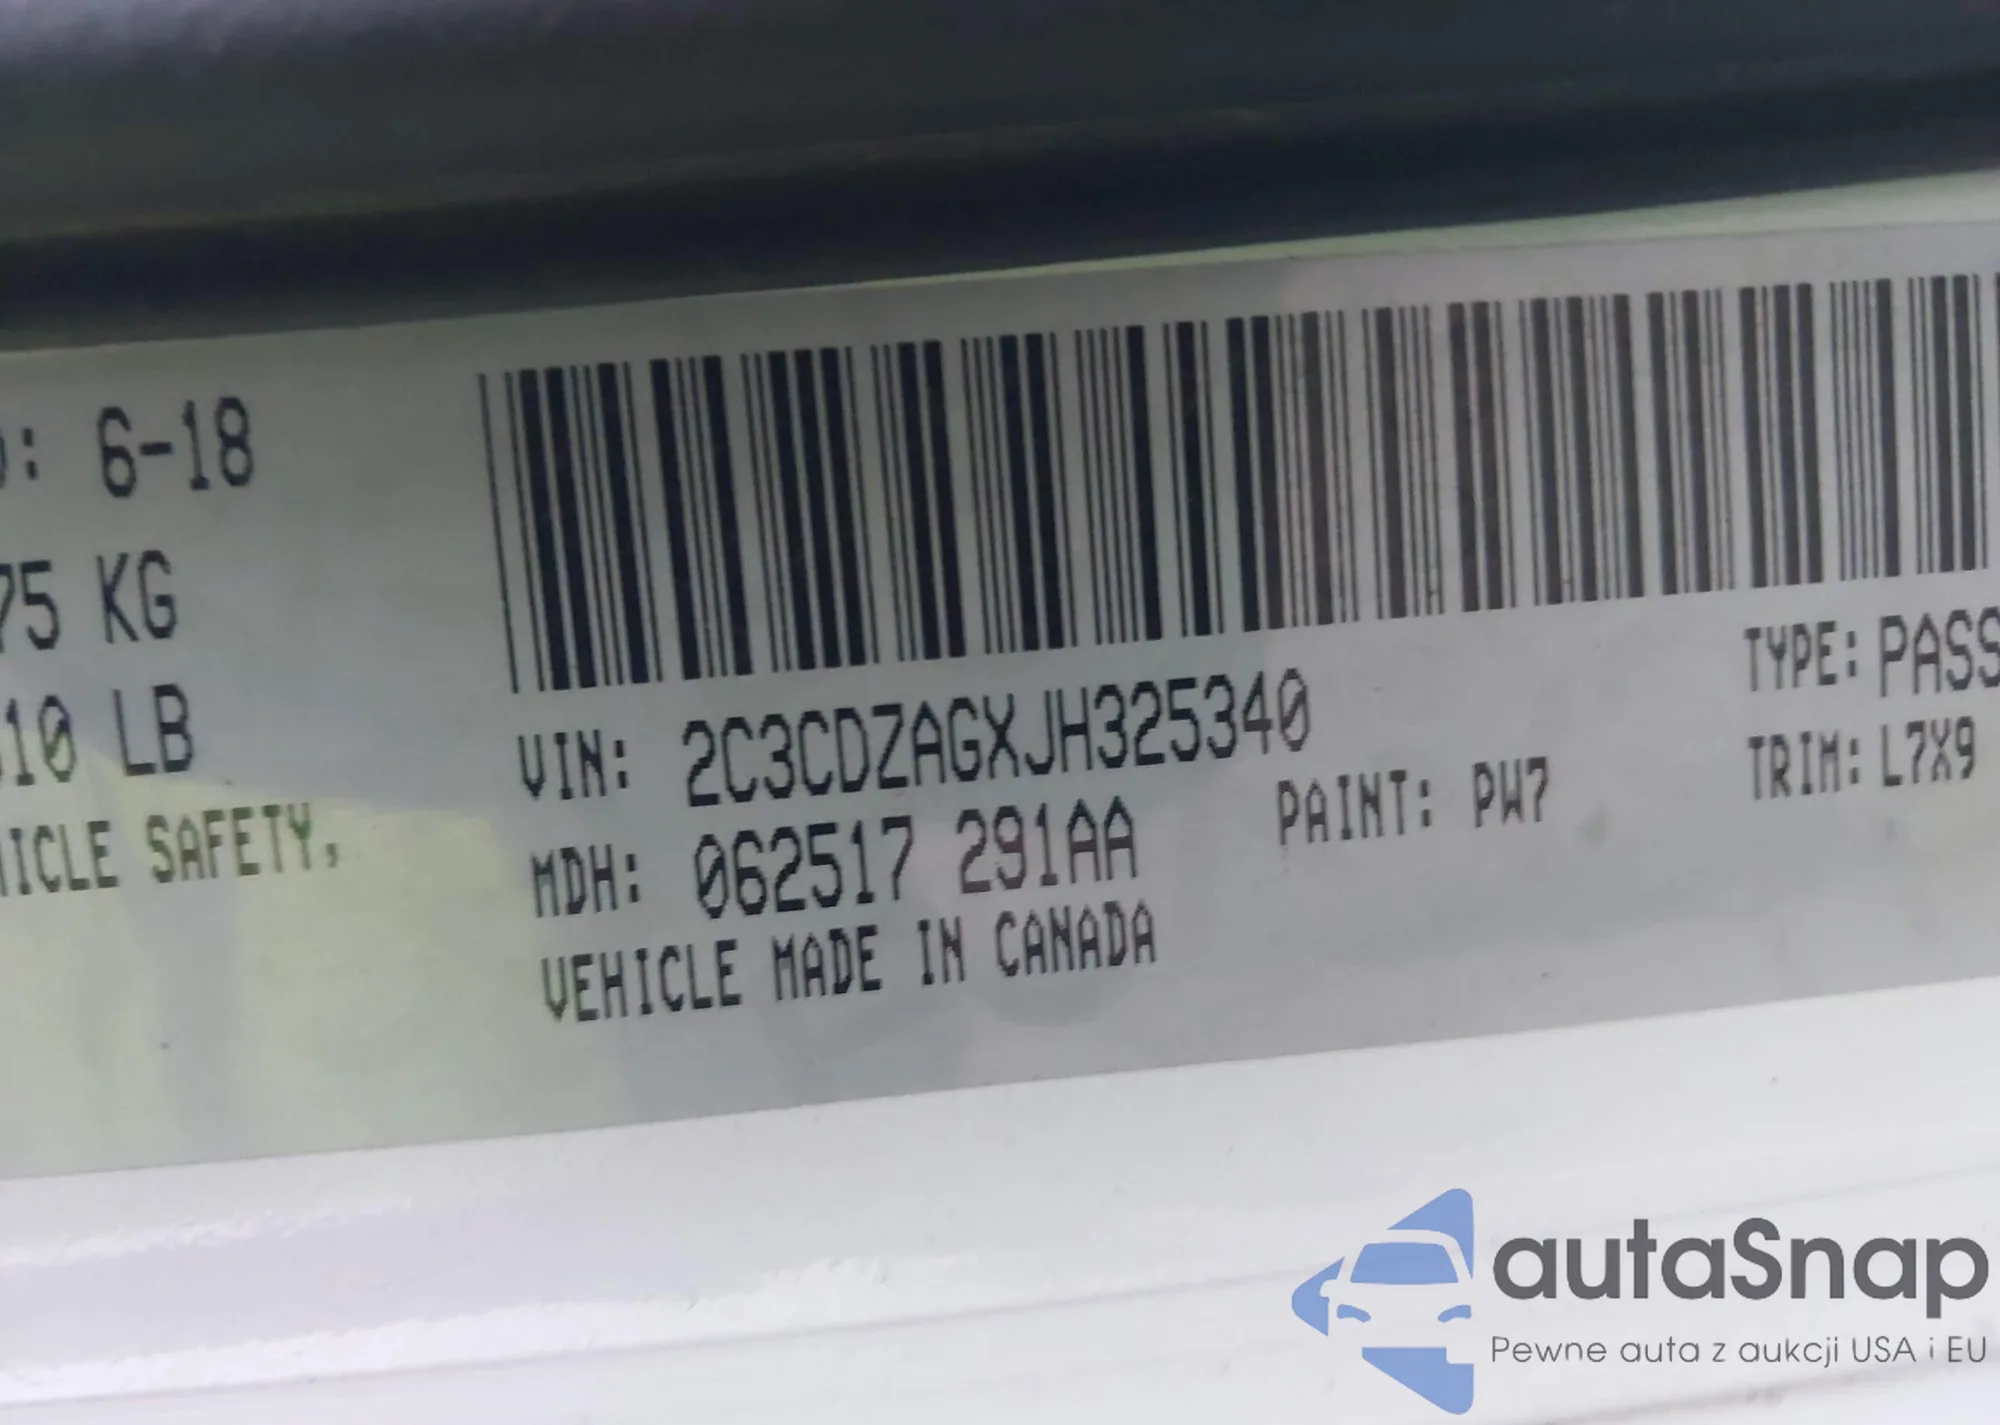 : 6-18
75 KG
10 LB
VEHICLE SAFETY,
VIN: 2C3CDZAGXJH325340
MDH: 062517 291AA
VEHICLE MADE IN CANADA
PAINT: PW7
TYPE: PASS
TRIM: L7X9
autaSnap
Pewne auta z aukcji USA i EU